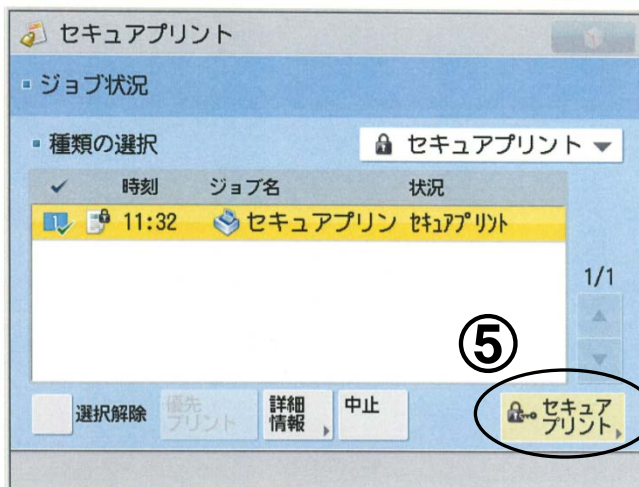 セキュアプリント
ジョブ状況
種類の選択
セキュアプリント
✓ 時刻 ジョブ名 状況
1 11:32 セキュアプリン ｾｷｭｱﾌﾟﾘﾝﾄ
1/1
⑤
選択解除
優先
プリント
詳細
情報
中止
セキュア
プリント